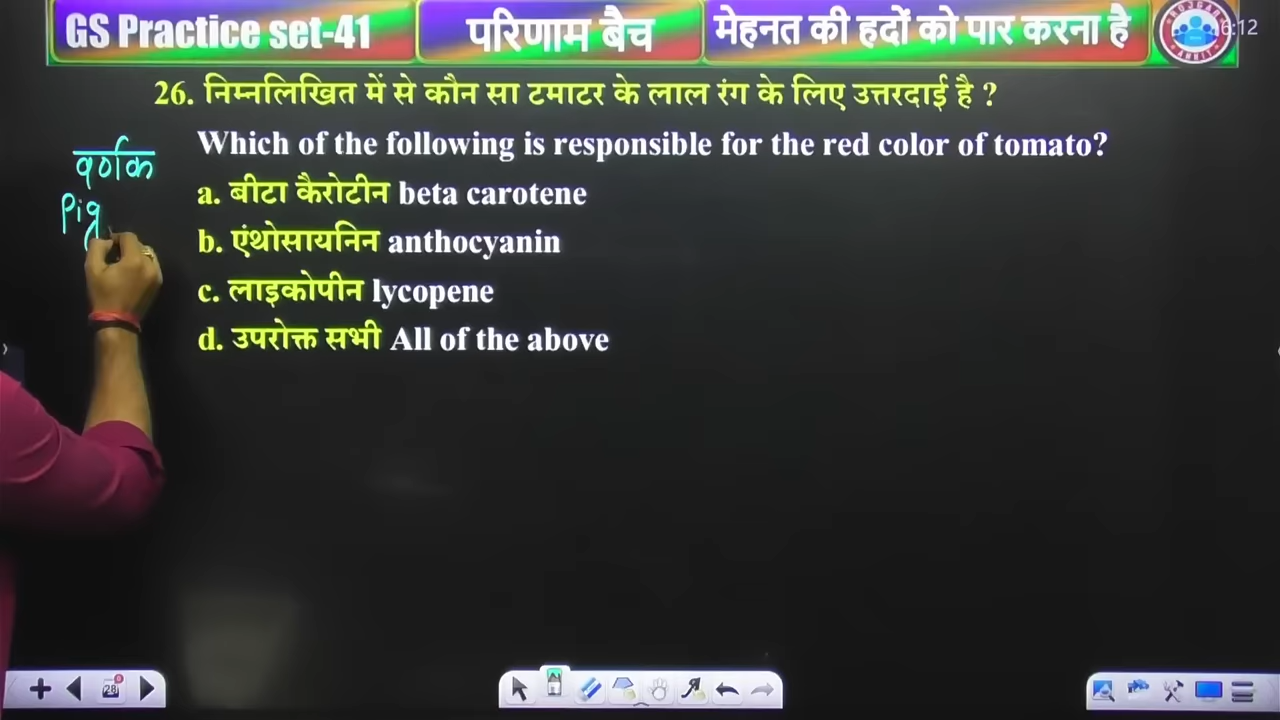 GS Practice set-41
परिणाम बैच
मेहनत की हदों को पार करना है
26. निम्नलिखित में से कौन सा टमाटर के लाल रंग के लिए उत्तरदाई है ?
Which of the following is responsible for the red color of tomato?
वर्णक
Pig
a. बीटा कैरोटीन beta carotene
b. एंथोसायनिन anthocyanin
c. लाइकोपीन lycopene
d. उपरोक्त सभी All of the above
28